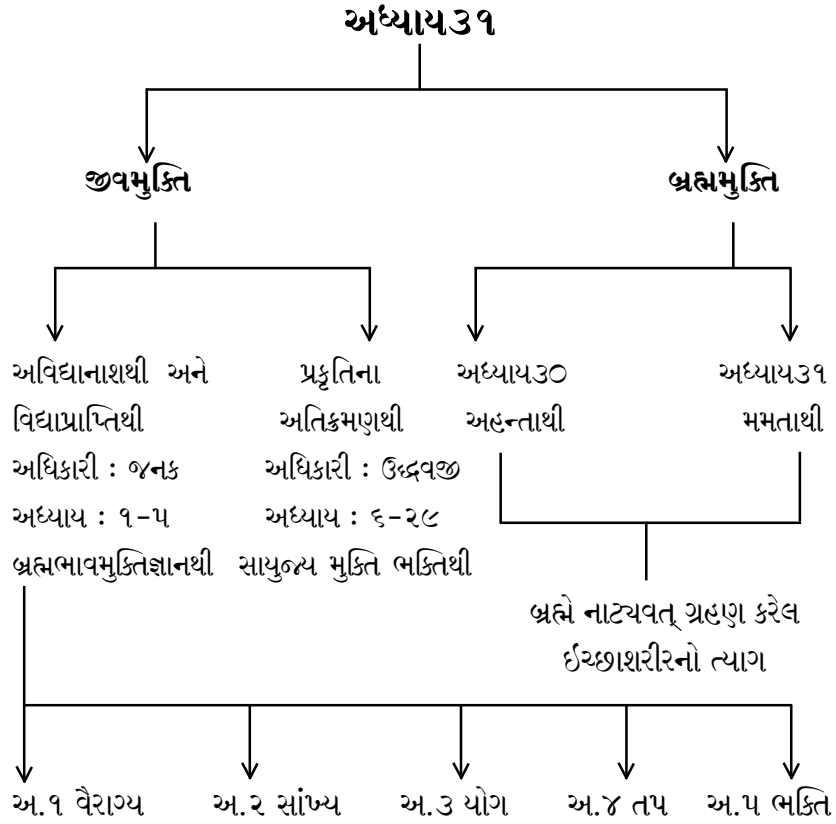 અધ્યાય૩૧
જીવમુક્તિ
બ્રહ્મમુક્તિ
અવિદ્યાનાશથી અને
વિદ્યાપ્રાપ્તિથી
અધિકારી : જનક
અધ્યાય : ૧-૫
બ્રહ્મભાવમુક્તિજ્ઞાનથી
પ્રકૃતિના
અતિક્રમણથી
અધિકારી : ઉદ્ધવજી
અધ્યાય : ૬-૨૯
સાયુજ્ય મુક્તિ ભક્તિથી
અધ્યાય૩૦
અહન્તાથી
અધ્યાય૩૧
મમતાથી
બ્રહ્મે નાટ્યવત્ ગ્રહણ કરેલ
ઈચ્છાશરીરનો ત્યાગ
અ.૧ વૈરાગ્ય
અ.૨ સાંખ્ય
અ.૩ યોગ
અ.૪ તપ
અ.૫ ભક્તિ